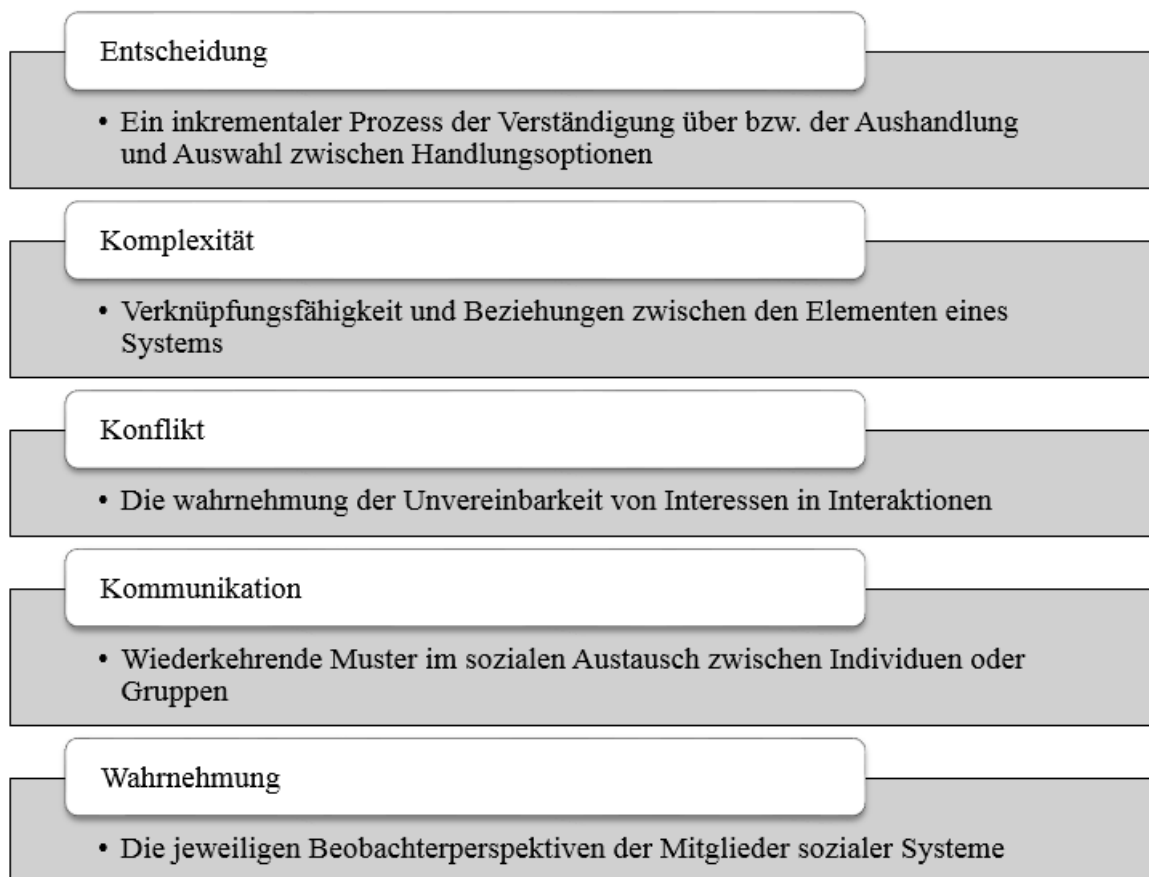 Entscheidung
• Ein inkrementaler Prozess der Verständigung über bzw. der Aushandlung
und Auswahl zwischen Handlungsoptionen
Komplexität
• Verknüpfungsfähigkeit und Beziehungen zwischen den Elementen eines
Systems
Konflikt
• Die wahrnehmung der Unvereinbarkeit von Interessen in Interaktionen
Kommunikation
• Wiederkehrende Muster im sozialen Austausch zwischen Individuen oder
Gruppen
Wahrnehmung
• Die jeweiligen Beobachterperspektiven der Mitglieder sozialer Systeme